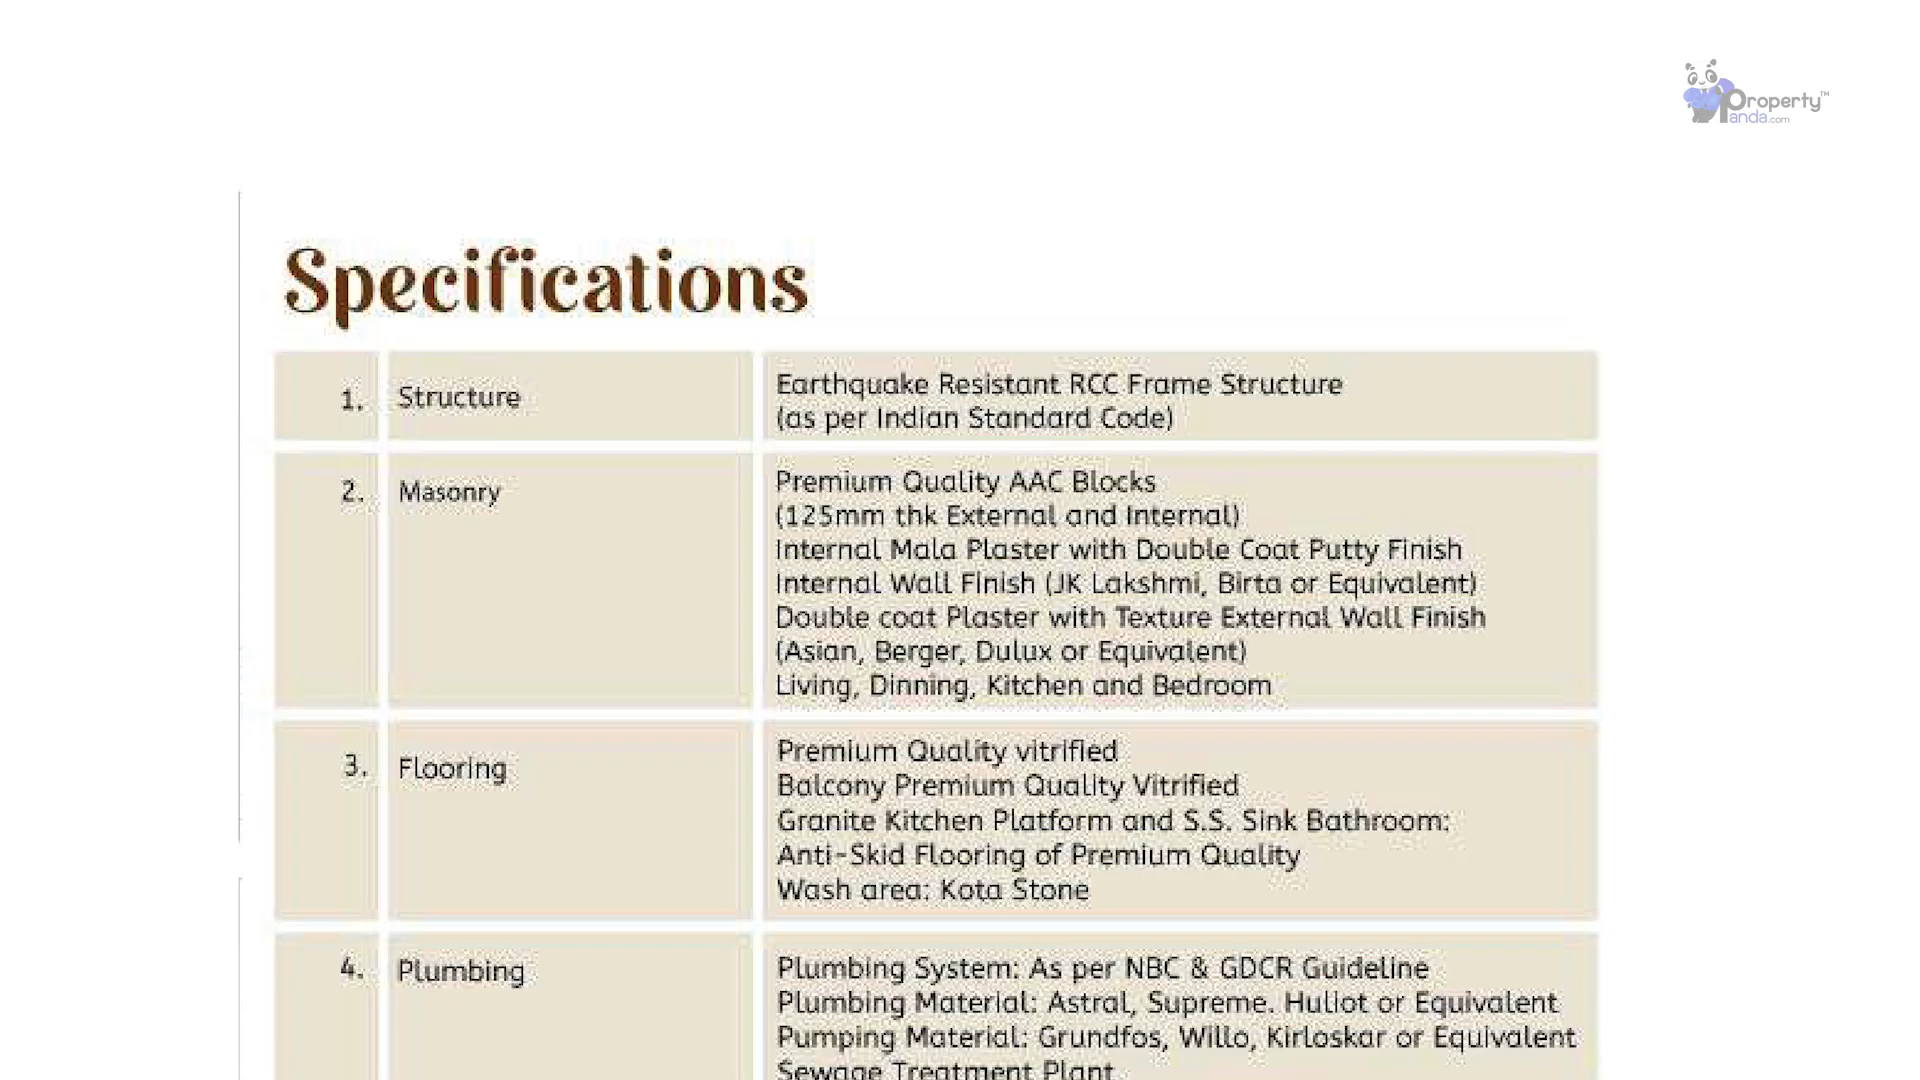 Property™
Panda.com
Specifications
1. Structure
Earthquake Resistant RCC Frame Structure
(as per Indian Standard Code)
2. Masonry
Premium Quality AAC Blocks
(125mm thk External and Internal)
Internal Mala Plaster with Double Coat Putty Finish
Internal Wall Finish (JK Lakshmi, Birta or Equivalent)
Double coat Plaster with Texture External Wall Finish
(Asian, Berger, Dulux or Equivalent)
Living, Dinning, Kitchen and Bedroom
3. Flooring
Premium Quality vitrified
Balcony Premium Quality Vitrified
Granite Kitchen Platform and S.S. Sink Bathroom:
Anti-Skid Flooring of Premium Quality
Wash area: Kota Stone
4. Plumbing
Plumbing System: As per NBC & GDCR Guideline
Plumbing Material: Astral, Supreme. Huliot or Equivalent
Pumping Material: Grundfos, Willo, Kirloskar or Equivalent
Sewage Treatment Plant